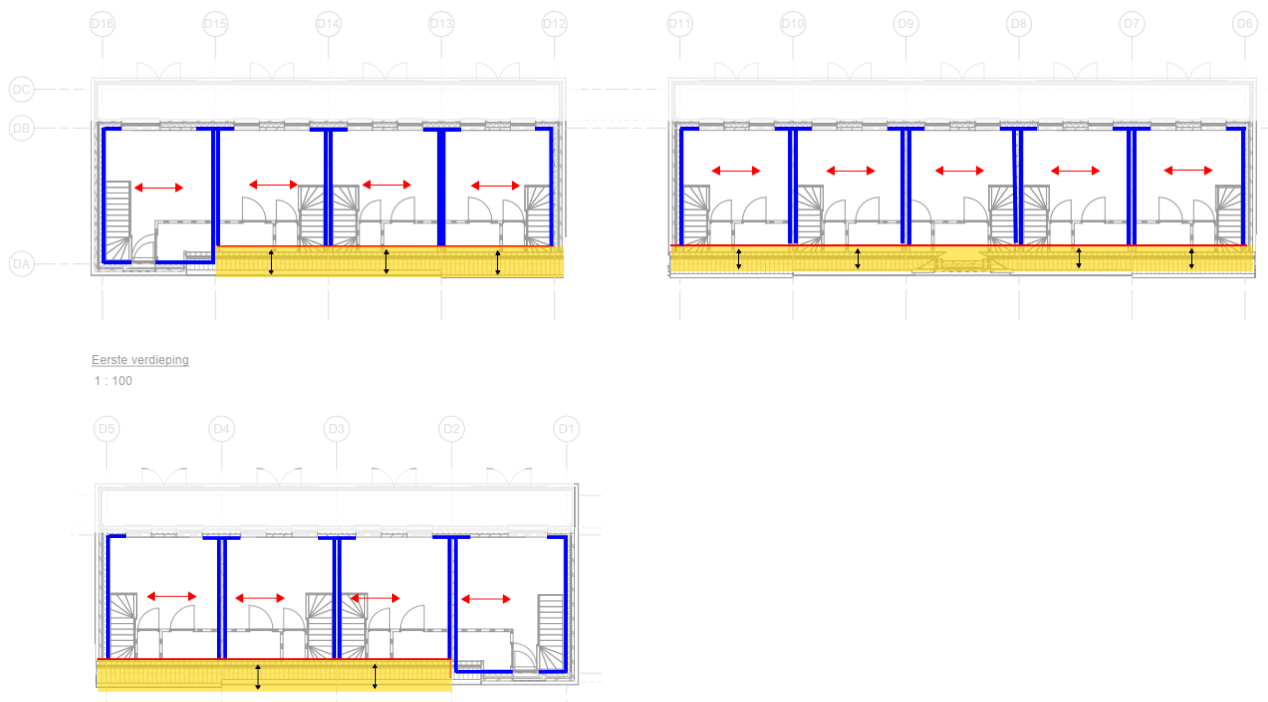 D16 D15 D14 D13 D12 D11 D10 D9 D8 D7 D6
DC
DB
DA
Eerste verdieping
1 : 100
D5 D4 D3 D2 D1